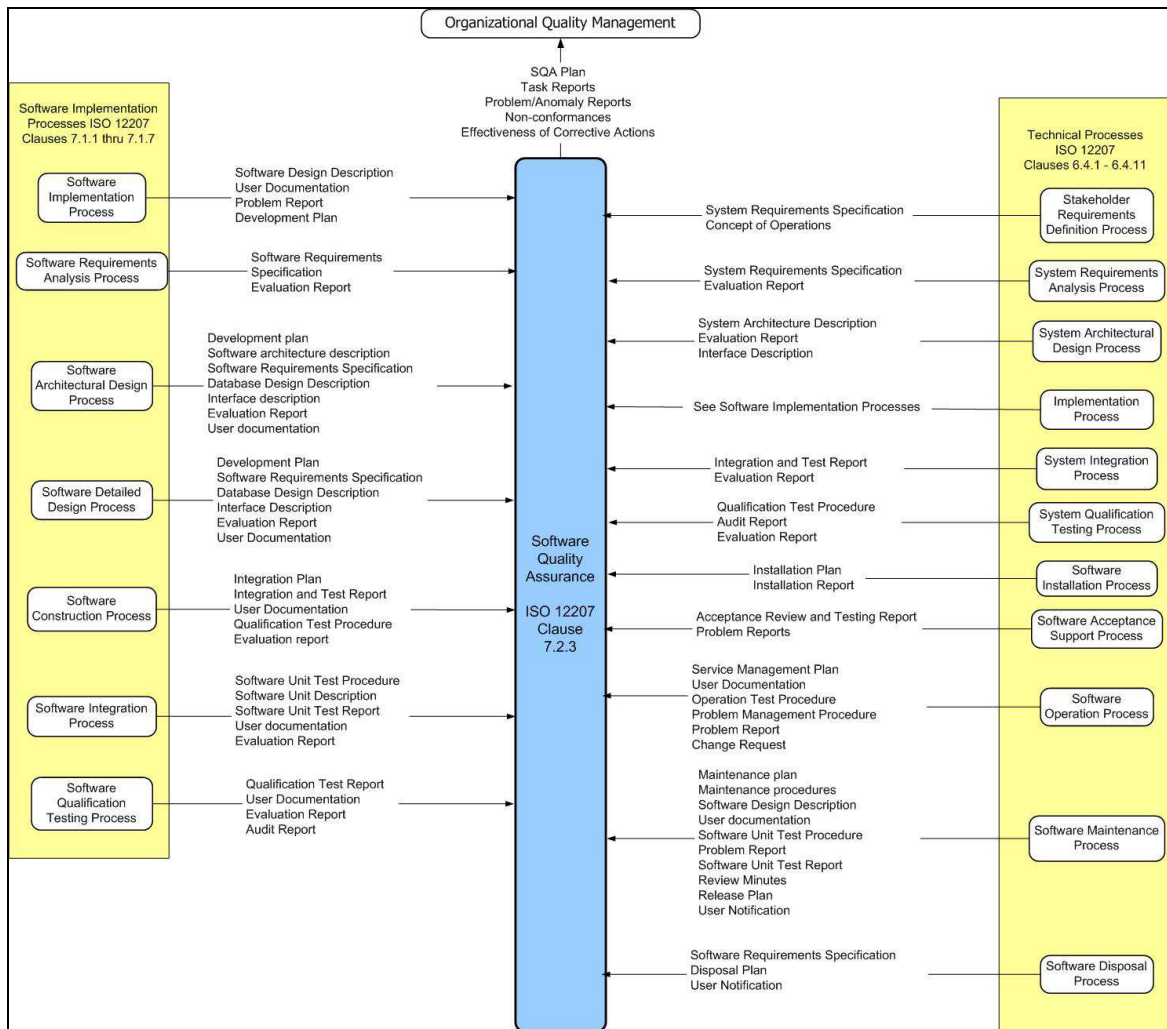 Organizational Quality Management
SQA Plan
Task Reports
Problem/Anomaly Reports
Non-conformances
Effectiveness of Corrective Actions
Software Implementation
Processes ISO 12207
Clauses 7.1.1 thru 7.1.7
Software
Implementation
Process
Software Design Description
User Documentation
Problem Report
Development Plan
Software Requirements
Analysis Process
Software Requirements
Specification
Evaluation Report
Software
Architectural Design
Process
Development plan
Software architecture description
Software Requirements Specification
Database Design Description
Interface description
Evaluation Report
User documentation
Software Detailed
Design Process
Development Plan
Software Requirements Specification
Database Design Description
Interface Description
Evaluation Report
User Documentation
Software
Construction Process
Integration Plan
Integration and Test Report
User Documentation
Qualification Test Procedure
Evaluation report
Software Integration
Process
Software Unit Test Procedure
Software Unit Description
Software Unit Test Report
User documentation
Evaluation Report
Software
Qualification
Testing Process
Qualification Test Report
User Documentation
Evaluation Report
Audit Report
Software
Quality
Assurance
ISO 12207
Clause
7.2.3
Technical Processes
ISO 12207
Clauses 6.4.1 - 6.4.11
System Requirements Specification
Concept of Operations
Stakeholder
Requirements
Definition Process
System Requirements Specification
Evaluation Report
System Requirements
Analysis Process
System Architecture Description
Evaluation Report
Interface Description
System Architectural
Design Process
See Software Implementation Processes
Implementation
Process
Integration and Test Report
Evaluation Report
System Integration
Process
Qualification Test Procedure
Audit Report
Evaluation Report
System Qualification
Testing Process
Installation Plan
Installation Report
Software
Installation Process
Acceptance Review and Testing Report
Problem Reports
Software Acceptance
Support Process
Service Management Plan
User Documentation
Operation Test Procedure
Problem Management Procedure
Problem Report
Change Request
Software
Operation Process
Maintenance plan
Maintenance procedures
Software Design Description
User documentation
Software Unit Test Procedure
Problem Report
Software Unit Test Report
Review Minutes
Release Plan
User Notification
Software Maintenance
Process
Software Requirements Specification
Disposal Plan
User Notification
Software Disposal
Process